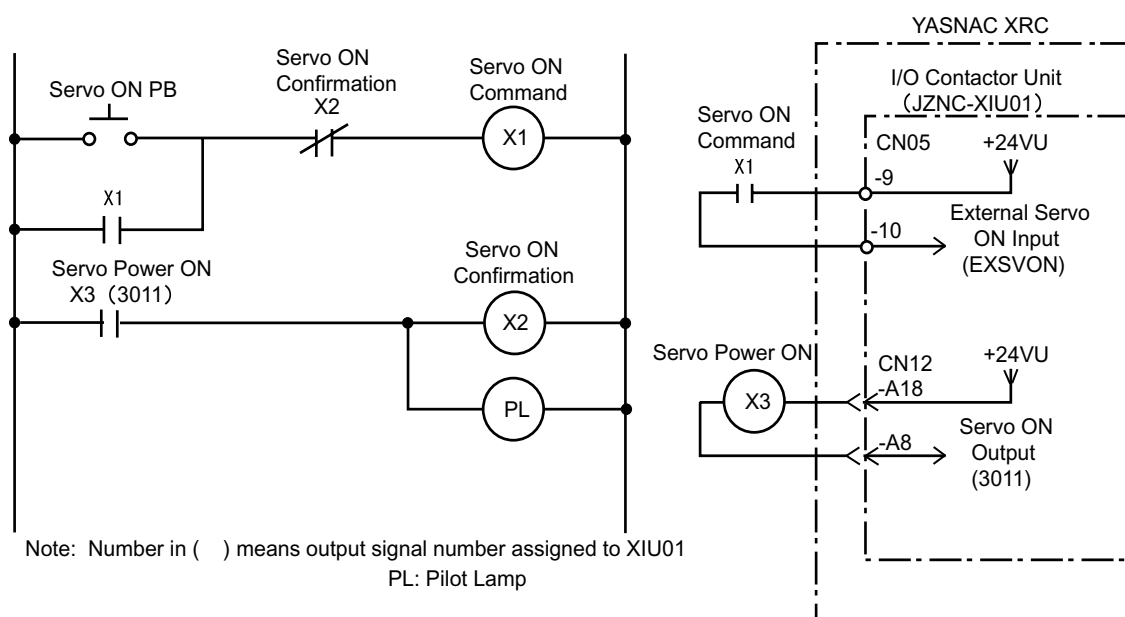 YASNAC XRC
Servo ON PB
Servo ON
Confirmation
X2
Servo ON
Command
X1
X1
Servo Power ON
X3（3011）
Servo ON
Confirmation
X2
PL
I/O Contactor Unit
（JZNC-XIU01）
Servo ON
Command
X1
CN05
+24VU
-9
-10
External Servo
ON Input
(EXSVON)
Servo Power ON
X3
CN12
+24VU
-A18
-A8
Servo ON
Output
(3011)
Note: Number in ( ) means output signal number assigned to XIU01
PL: Pilot Lamp